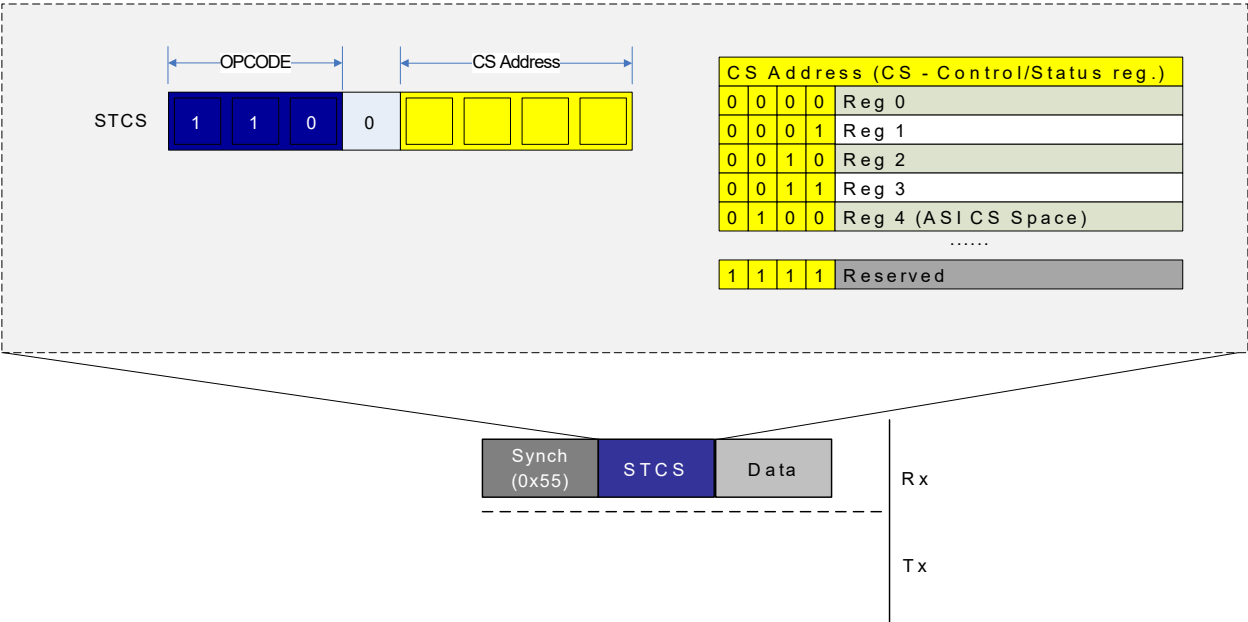 OPCODE
CS Address
STCS
1 1 0 0
CS Address (CS - Control/Status reg.)
0 0 0 0 Reg 0
0 0 0 1 Reg 1
0 0 1 0 Reg 2
0 0 1 1 Reg 3
0 1 0 0 Reg 4 (ASI CS Space)
......
1 1 1 1 Reserved
Synch
(0x55)
STCS
Data
Rx
Tx